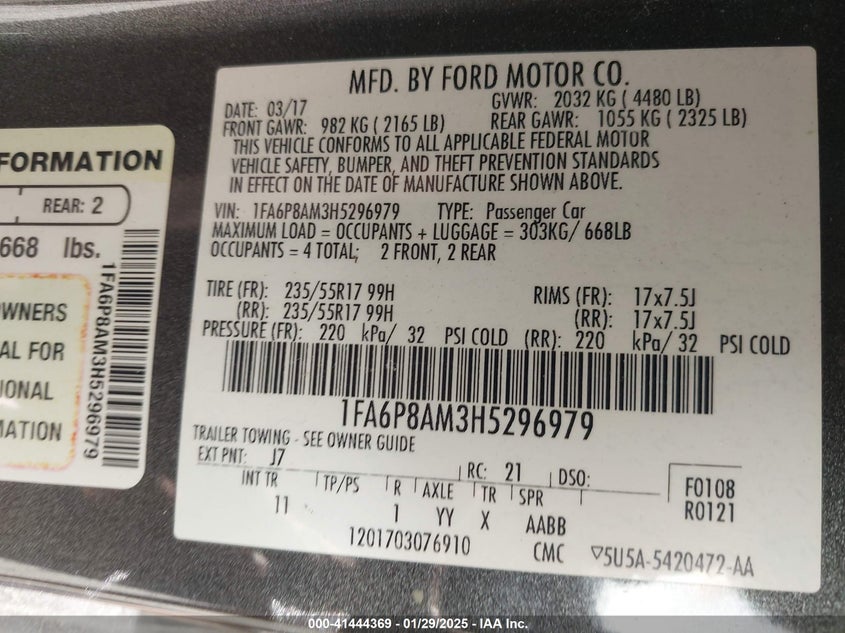 FORMATION
REAR: 2
668 lbs.
WNERS
AL FOR
IONAL
MATION
1FA6P8AM3H5296979
MFD. BY FORD MOTOR CO.
DATE: 03/17 GVWR: 2032 KG ( 4480 LB)
FRONT GAWR: 982 KG ( 2165 LB) REAR GAWR: 1055 KG ( 2325 LB)
THIS VEHICLE CONFORMS TO ALL APPLICABLE FEDERAL MOTOR
VEHICLE SAFETY, BUMPER, AND THEFT PREVENTION STANDARDS
IN EFFECT ON THE DATE OF MANUFACTURE SHOWN ABOVE.
VIN: 1FA6P8AM3H5296979 TYPE: Passenger Car
MAXIMUM LOAD = OCCUPANTS + LUGGAGE = 303KG/ 668LB
OCCUPANTS = 4 TOTAL; 2 FRONT, 2 REAR
TIRE (FR): 235/55R17 99H RIMS (FR): 17x7.5J
(RR): 235/55R17 99H (RR): 17x7.5J
PRESSURE (FR): 220 kPa/ 32 PSI COLD (RR): 220 kPa/ 32 PSI COLD
1FA6P8AM3H5296979
TRAILER TOWING - SEE OWNER GUIDE
EXT PNT: J7 RC: 21 DSO: F0108
INT TR TP/PS R AXLE TR SPR R0121
11 1 YY X AABB
1201703076910 CMC ▽5U5A-5420472-AA
000-41444369 - 01/29/2025 - IAA Inc.